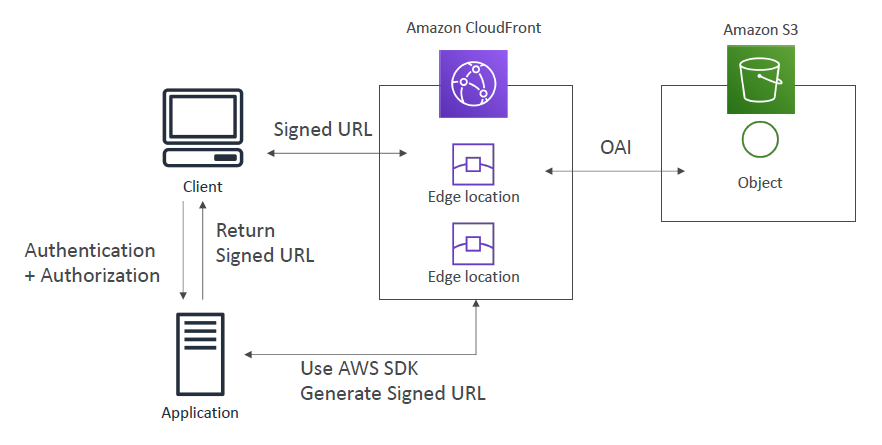 Amazon CloudFront
Amazon S3
Signed URL
OAI
Edge location
Object
Client
Return
Signed URL
Authentication
+ Authorization
Edge location
Use AWS SDK
Generate Signed URL
Application